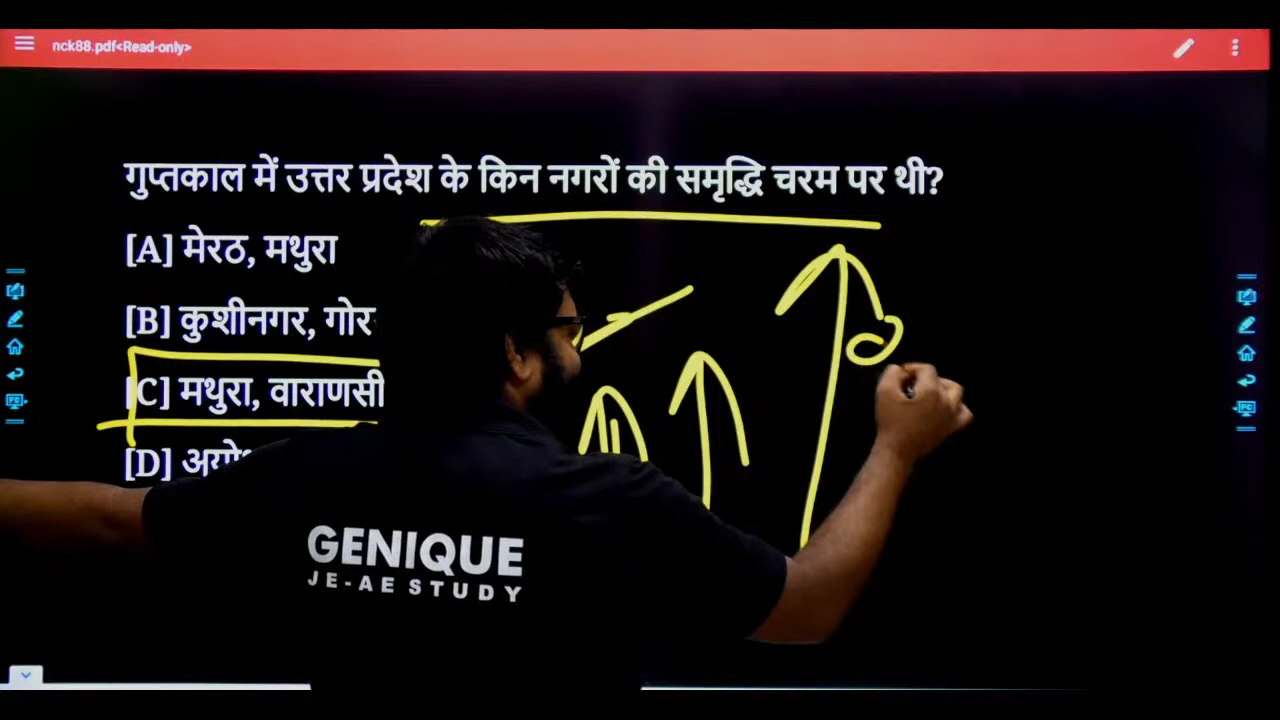 nck88.pdf<Read-only>
गुप्तकाल में उत्तर प्रदेश के किन नगरों की समृद्धि चरम पर थी?
[A] मेरठ, मथुरा
[B] कुशीनगर,
[C] मथुरा, वाराणसी
[D]
GENIQUE
JE-AE STUDY